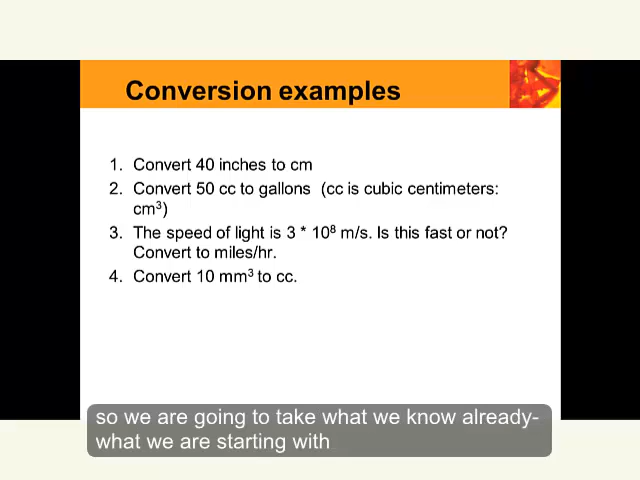 Conversion examples
1. Convert 40 inches to cm
2. Convert 50 cc to gallons (cc is cubic centimeters:
cm³)
3. The speed of light is 3 * 10⁸ m/s. Is this fast or not?
Convert to miles/hr.
4. Convert 10 mm³ to cc.
so we are going to take what we know already-
what we are starting with